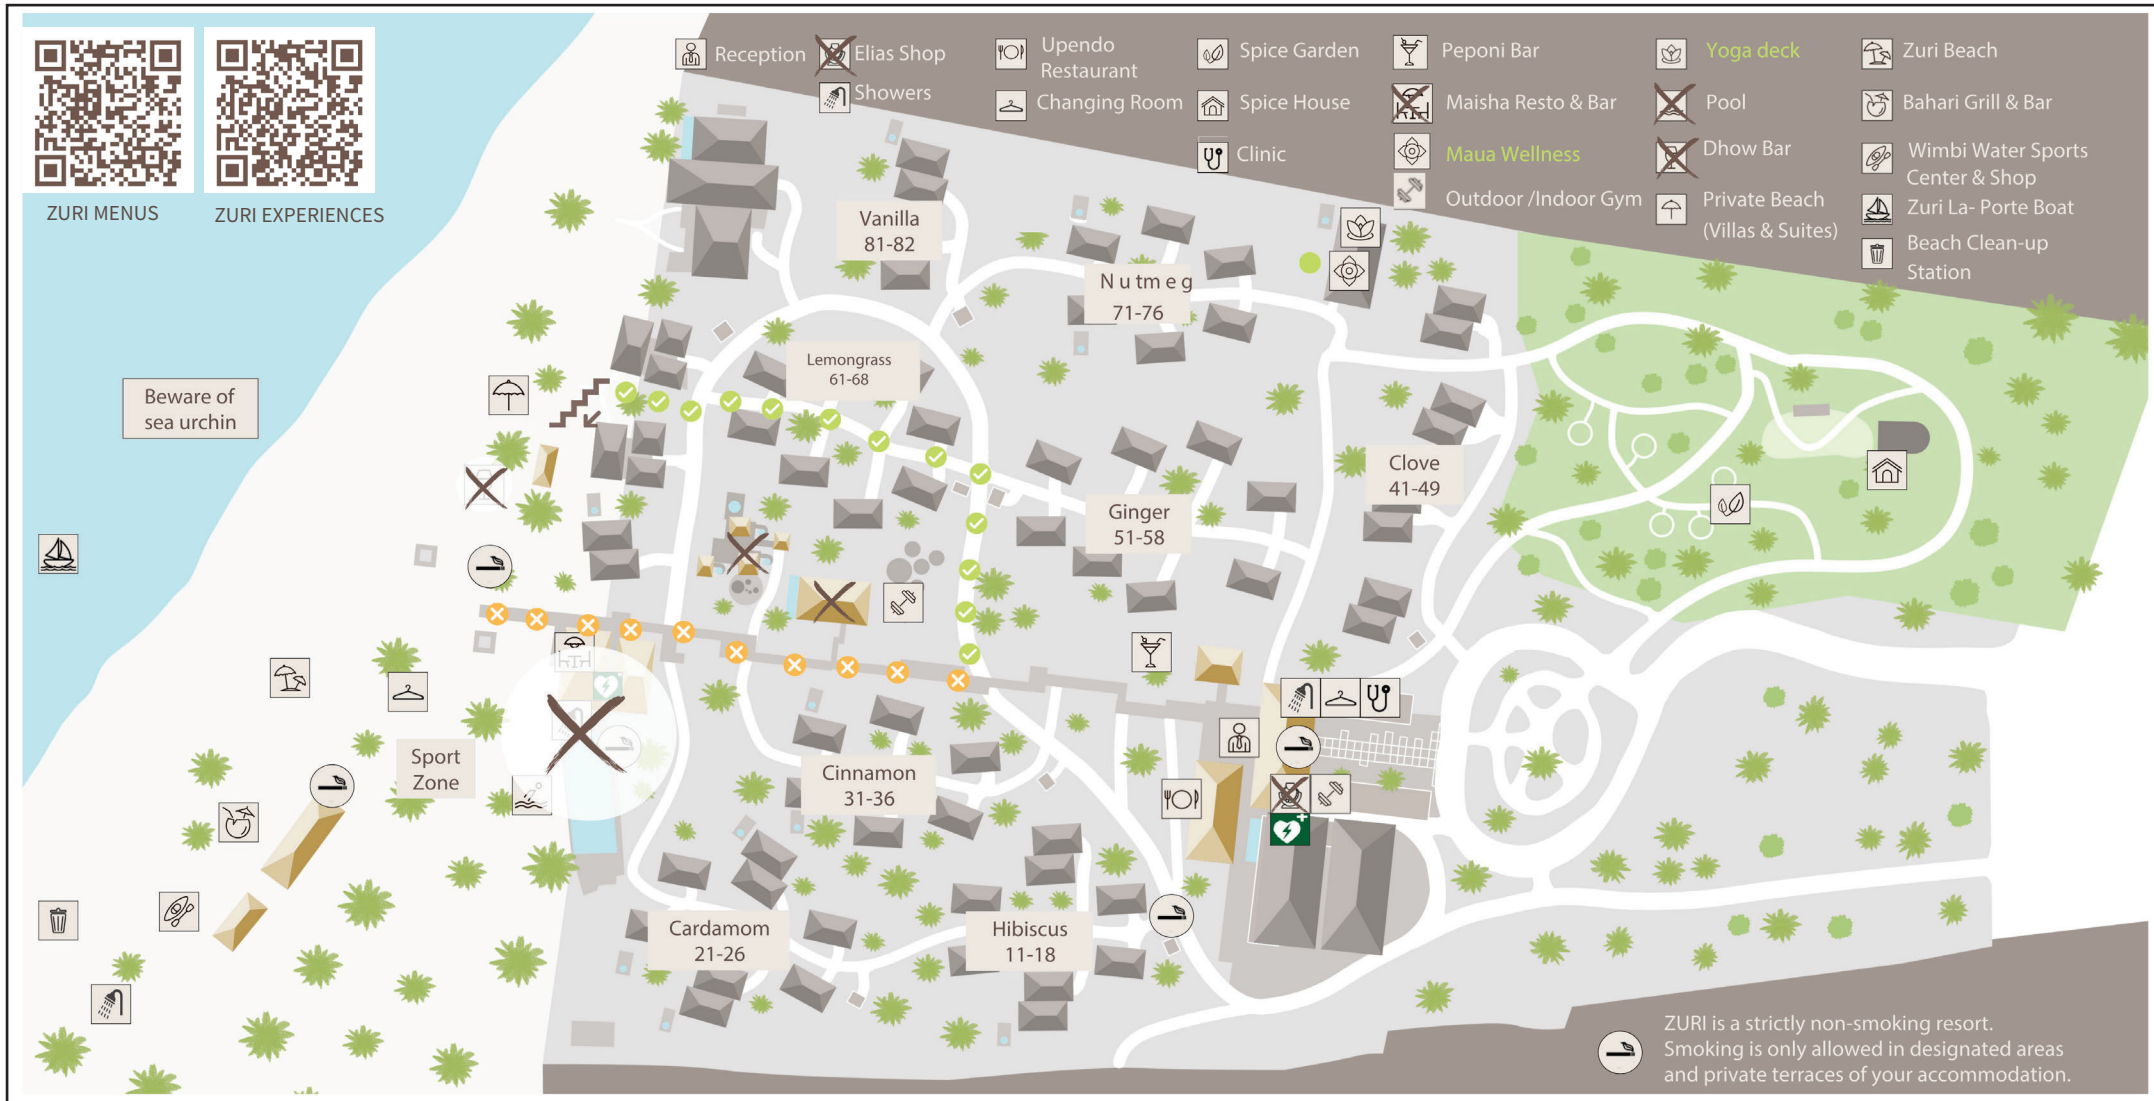 ZURI MENUS
ZURI EXPERIENCES
Reception
Elias Shop
Showers
Upendo
Restaurant
Changing Room
Spice Garden
Spice House
Clinic
Peponi Bar
Maisha Resto & Bar
Maua Wellness
Outdoor /Indoor Gym
Yoga deck
Pool
Dhow Bar
Private Beach
(Villas & Suites)
Zuri Beach
Bahari Grill & Bar
Wimbi Water Sports
Center & Shop
Zuri La- Porte Boat
Beach Clean-up
Station
Vanilla
81-82
N u tm e g
71-76
Lemongrass
61-68
Beware of
sea urchin
Clove
41-49
Ginger
51-58
Sport
Zone
Cinnamon
31-36
Cardamom
21-26
Hibiscus
11-18
ZURI is a strictly non-smoking resort.
Smoking is only allowed in designated areas
and private terraces of your accommodation.